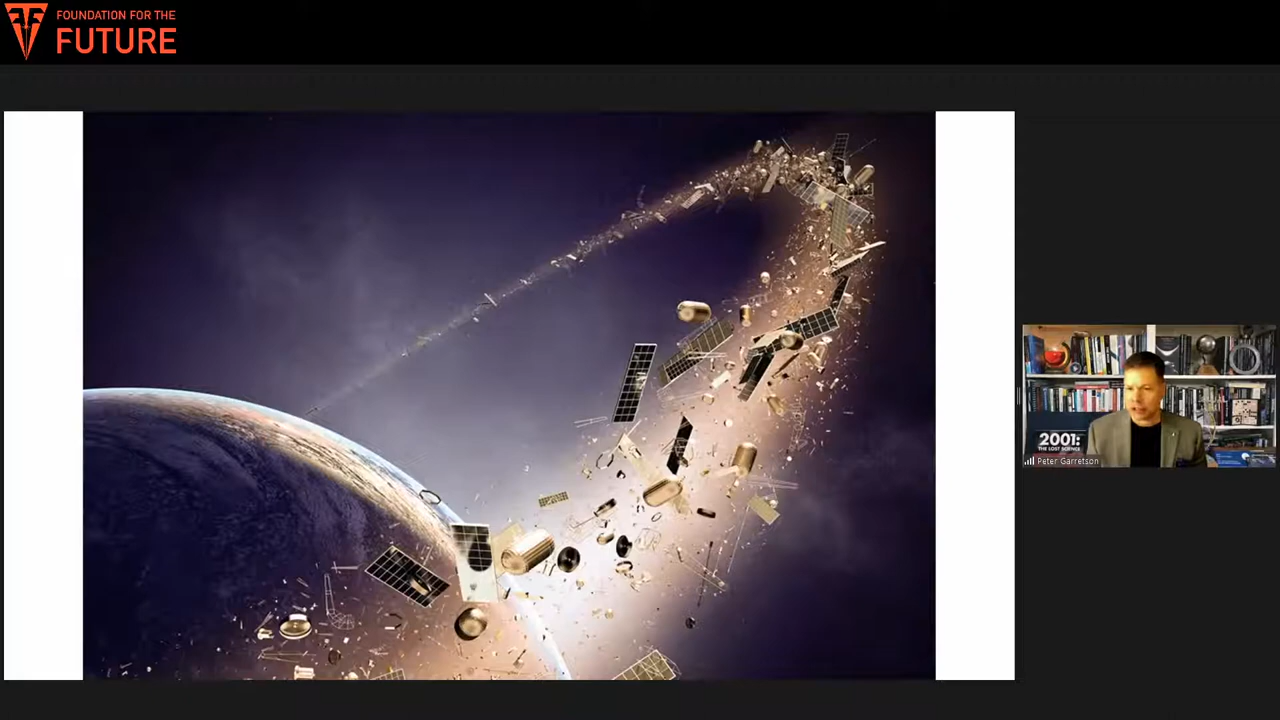 FOUNDATION FOR THE
FUTURE
2001:
THE LOST SCIENCE
Peter Garretson